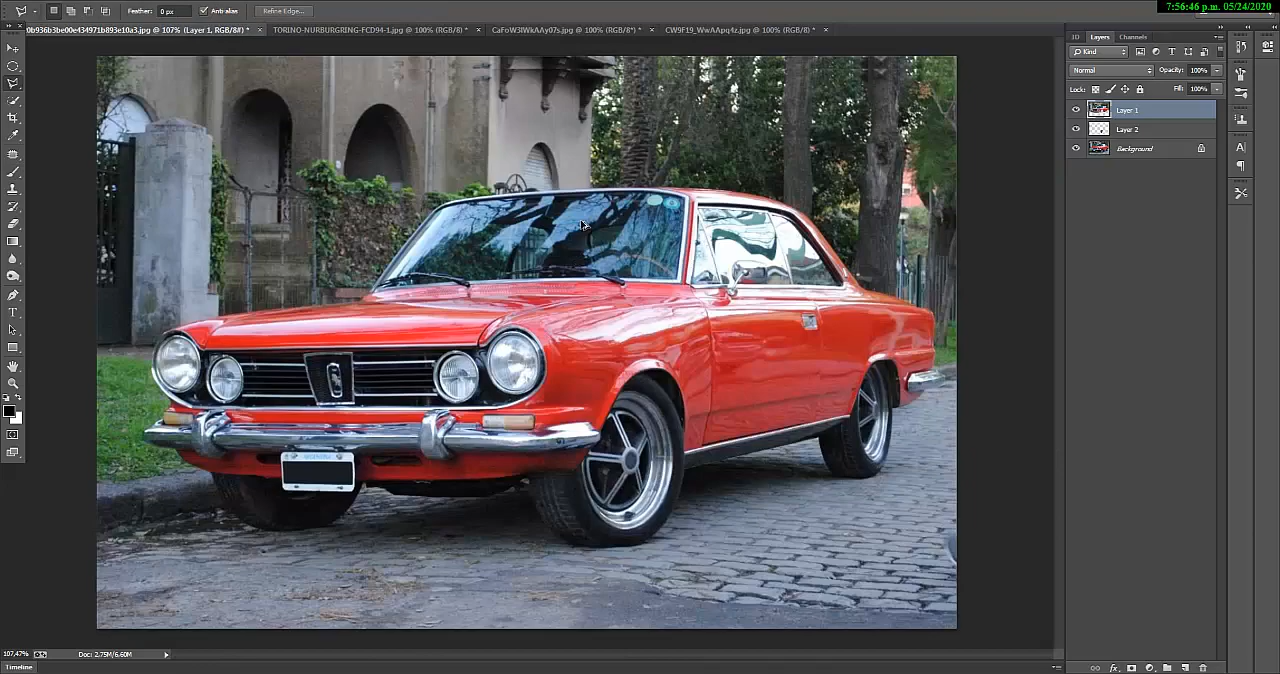 7:56:46 p.m. 05/24/2020
Feather: 0 px
Anti-alias
Refine Edge...
0b936b3be00e434971b893e10a3.jpg @ 107% (Layer 1, RGB/8#) *
TORINO-NURBURGRING-FCD94-1.jpg @ 100% (RGB/8) *
CaFoW3IWkAAy07s.jpg @ 100% (RGB/8*) *
CW9F19_WwAApq4z.jpg @ 100% (RGB/8) *
3D
Layers
Channels
Kind
Normal
Opacity: 100%
Lock:
Fill: 100%
Layer 1
Layer 2
Background
ARGENTINA
107,47%
Doc: 2,75M/6,60M
Timeline